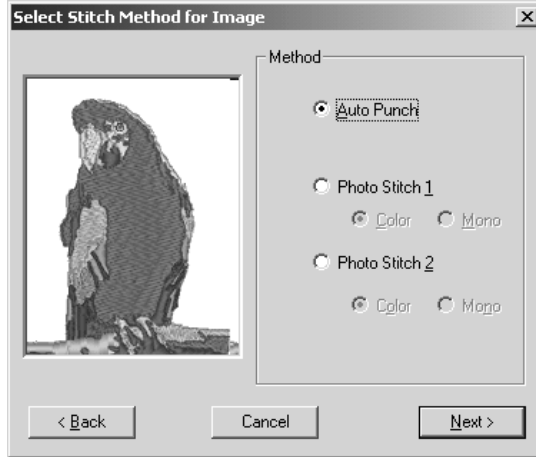 Select Stitch Method for Image
Method
Auto Punch
Photo Stitch 1
Color Mono
Photo Stitch 2
Color Mono
< Back Cancel Next >